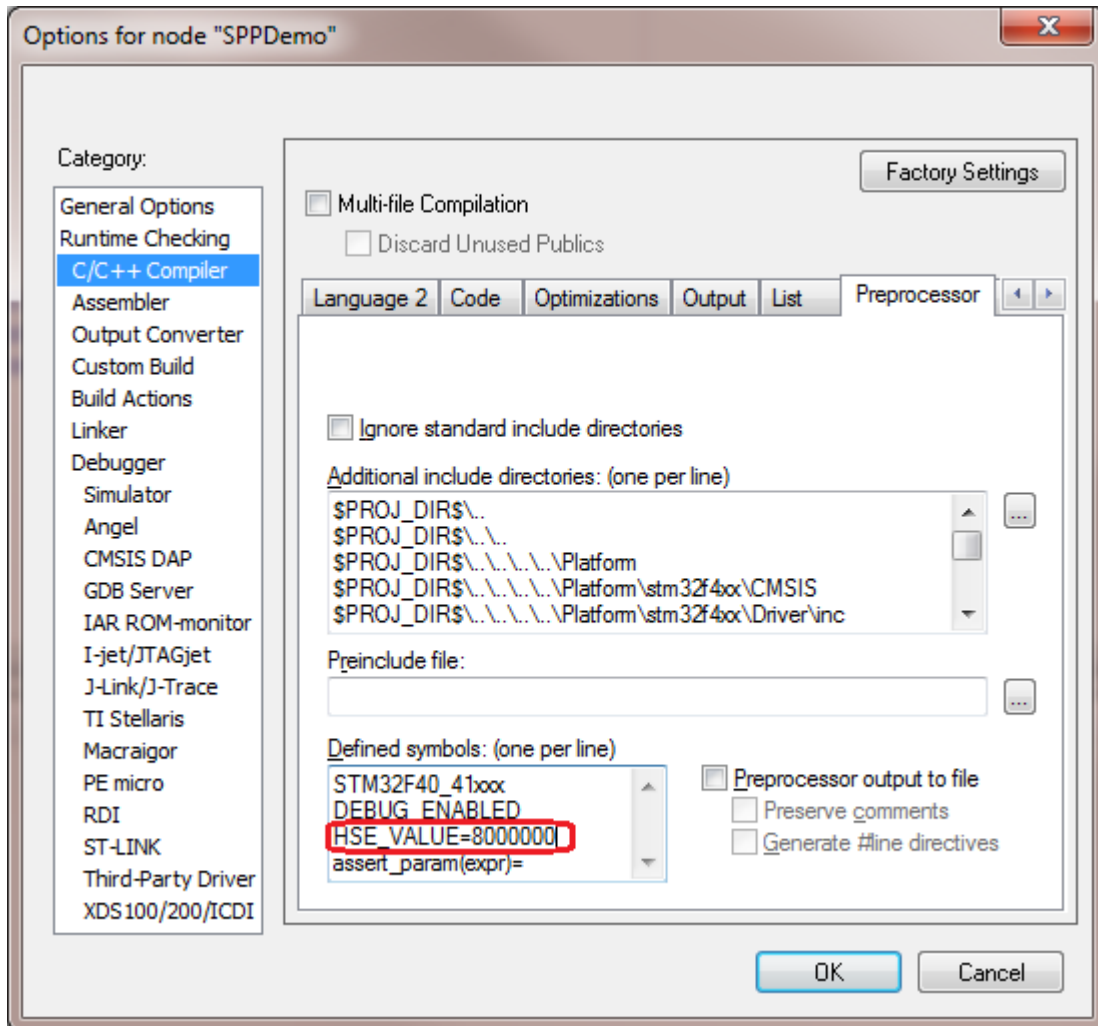 Options for node "SPPDemo"
Category:
General Options
Runtime Checking
C/C++ Compiler
Assembler
Output Converter
Custom Build
Build Actions
Linker
Debugger
Simulator
Angel
CMSIS DAP
GDB Server
IAR ROM-monitor
I-jet/JTAGjet
J-Link/J-Trace
TI Stellaris
Macraigor
PE micro
RDI
ST-LINK
Third-Party Driver
XDS100/200/ICDI
Factory Settings
Multi-file Compilation
Discard Unused Publics
Language 2 Code Optimizations Output List Preprocessor
Ignore standard include directories
Additional include directories: (one per line)
$PROJ_DIR$\..
$PROJ_DIR$\..\..
$PROJ_DIR$\..\..\..\..\Platform
$PROJ_DIR$\..\..\..\..\Platform\stm32f4xx\CMSIS
$PROJ_DIR$\..\..\..\..\Platform\stm32f4xx\Driver\inc
...
Preinclude file:
...
Defined symbols: (one per line)
STM32F40_41xxx
DEBUG_ENABLED
HSE_VALUE=8000000
assert_param(expr)=
Preprocessor output to file
Preserve comments
Generate #line directives
OK Cancel